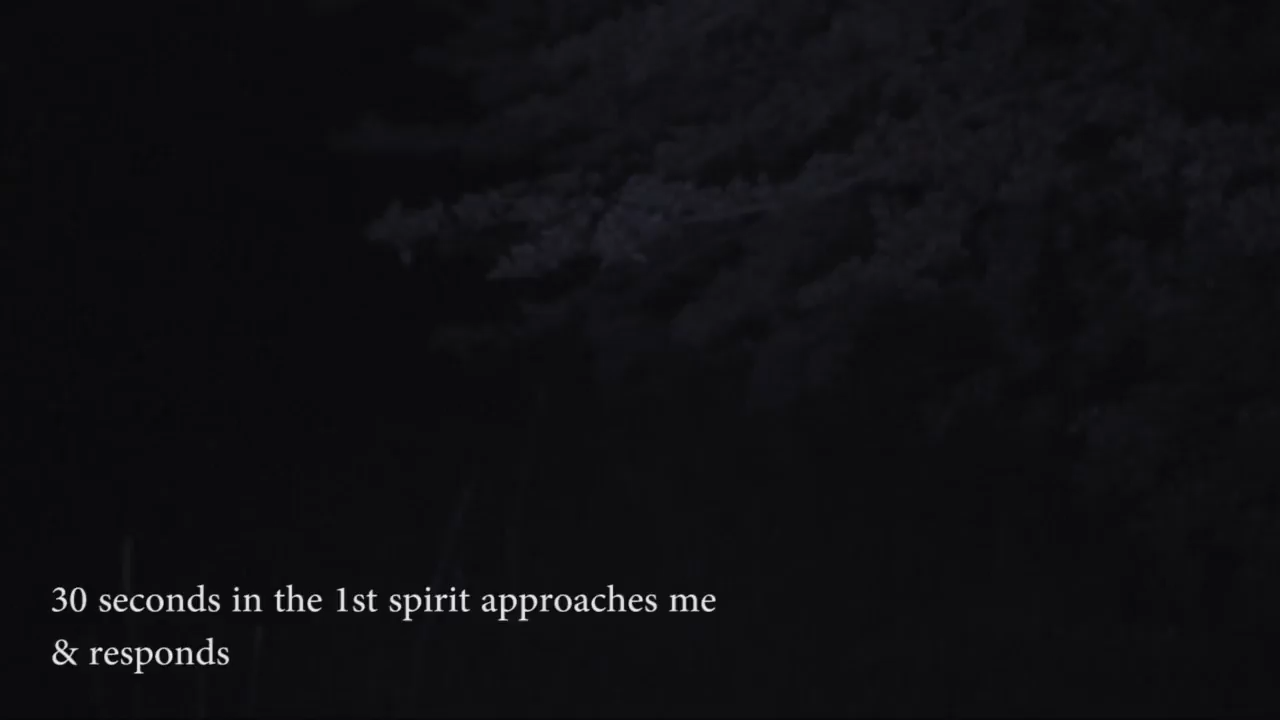 30 seconds in the 1st spirit approaches me
& responds